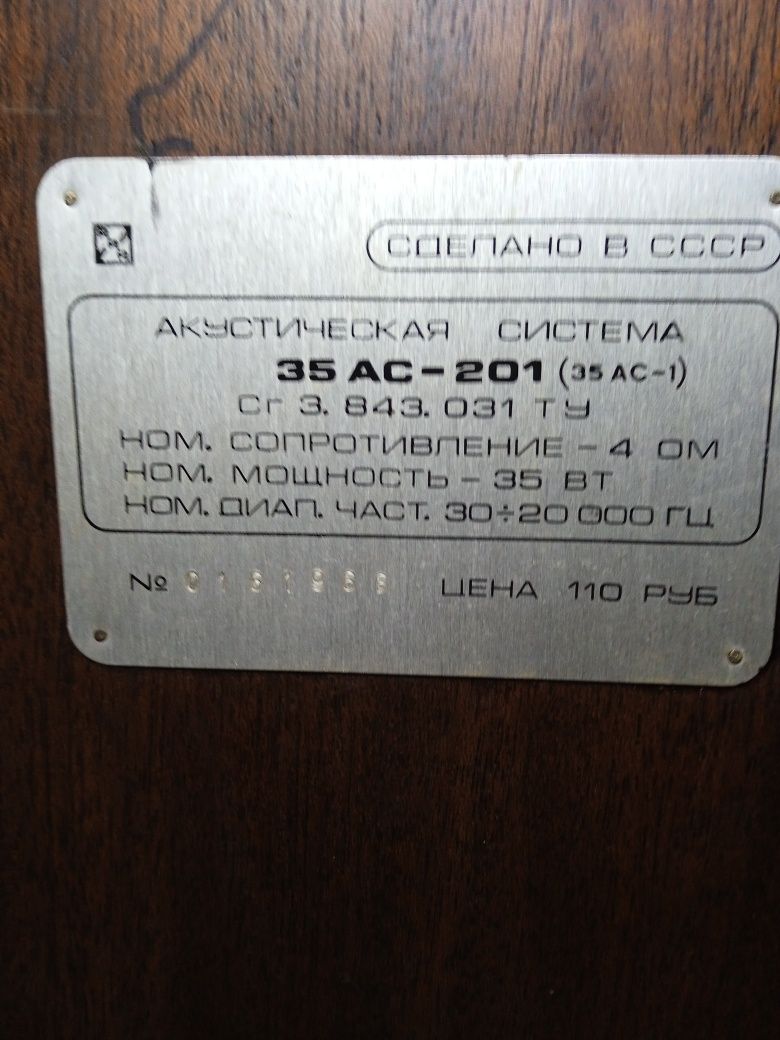 СДЕЛАНО В СССР
АКУСТИЧЕСКАЯ СИСТЕМА
35 АС-201 (35 АС-1)
Сг 3. 843. 031 ТУ
НОМ. СОПРОТИВЛЕНИЕ - 4 ОМ
НОМ. МОЩНОСТЬ - 35 ВТ
НОМ. ДИАП. ЧАСТ. 30÷20 000 ГЦ
№ ЦЕНА 110 РУБ